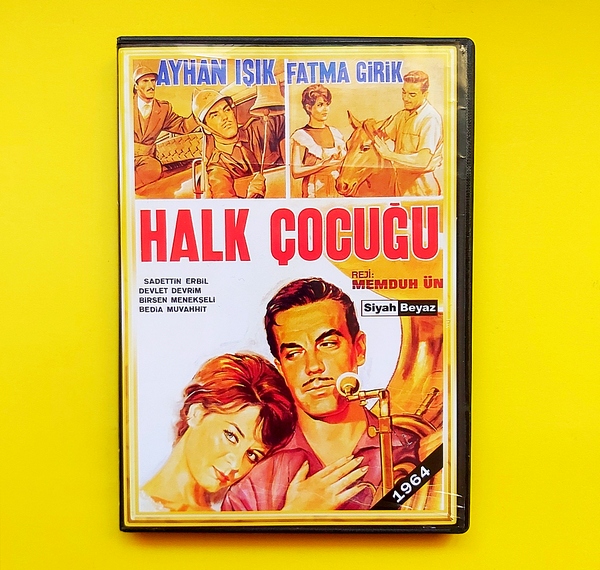 AYHAN IŞIK FATMA GİRİK
HALK ÇOCUĞU
SADETTİN ERBİL
DEVLET DEVRİM
BİRSEN MENEKŞELİ
BEDİA MUVAHHİT
REJİ:
MEMDUH ÜN
Siyah Beyaz
1964